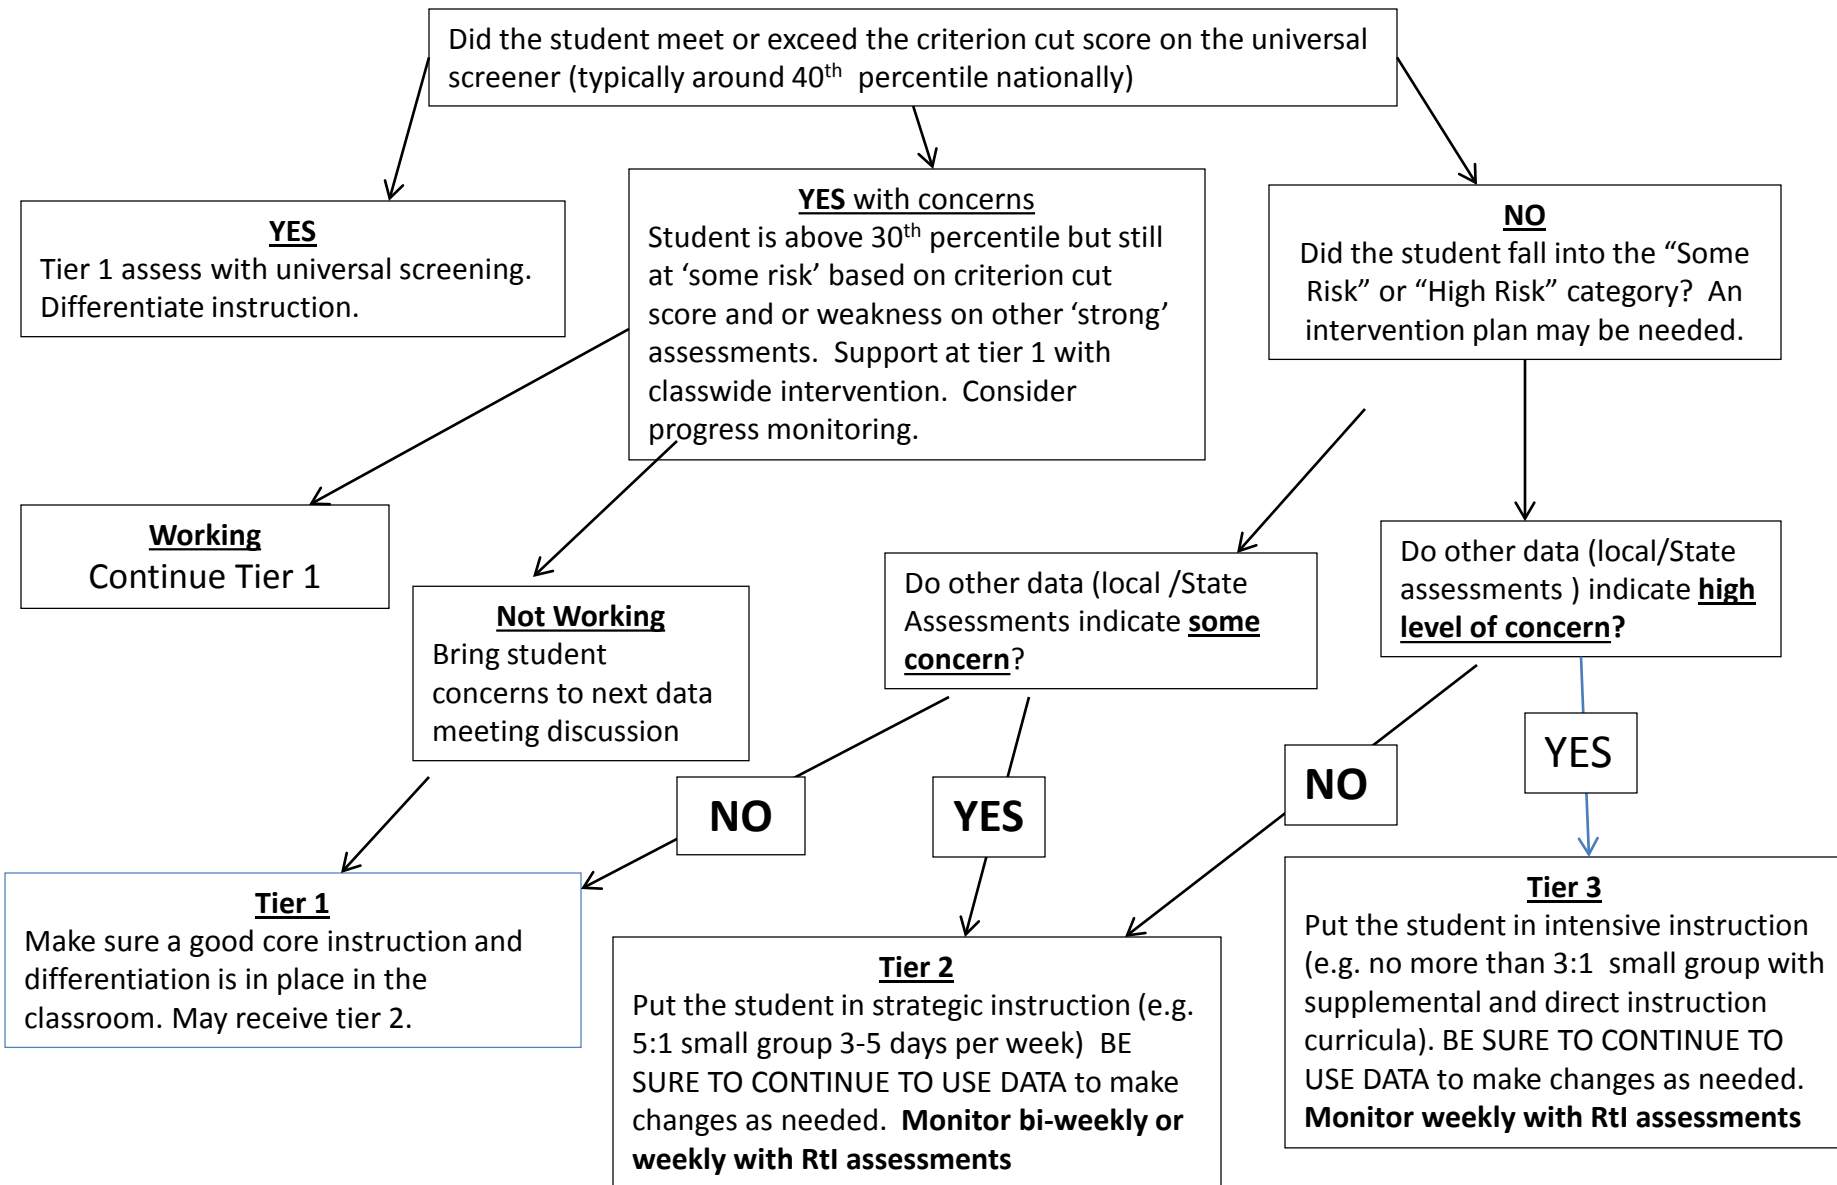 Did the student meet or exceed the criterion cut score on the universal
screener (typically around 40th percentile nationally)
YES
Tier 1 assess with universal screening.
Differentiate instruction.
YES with concerns
Student is above 30th percentile but still
at ‘some risk’ based on criterion cut
score and or weakness on other ‘strong’
assessments. Support at tier 1 with
classwide intervention. Consider
progress monitoring.
NO
Did the student fall into the “Some
Risk” or “High Risk” category? An
intervention plan may be needed.
Working
Continue Tier 1
Not Working
Bring student
concerns to next data
meeting discussion
Do other data (local /State
Assessments indicate some
concern?
Do other data (local/State
assessments ) indicate high
level of concern?
NO
YES
NO
YES
Tier 1
Make sure a good core instruction and
differentiation is in place in the
classroom. May receive tier 2.
Tier 2
Put the student in strategic instruction (e.g.
5:1 small group 3-5 days per week) BE
SURE TO CONTINUE TO USE DATA to make
changes as needed. Monitor bi-weekly or
weekly with RtI assessments
Tier 3
Put the student in intensive instruction
(e.g. no more than 3:1 small group with
supplemental and direct instruction
curricula). BE SURE TO CONTINUE TO
USE DATA to make changes as needed.
Monitor weekly with RtI assessments